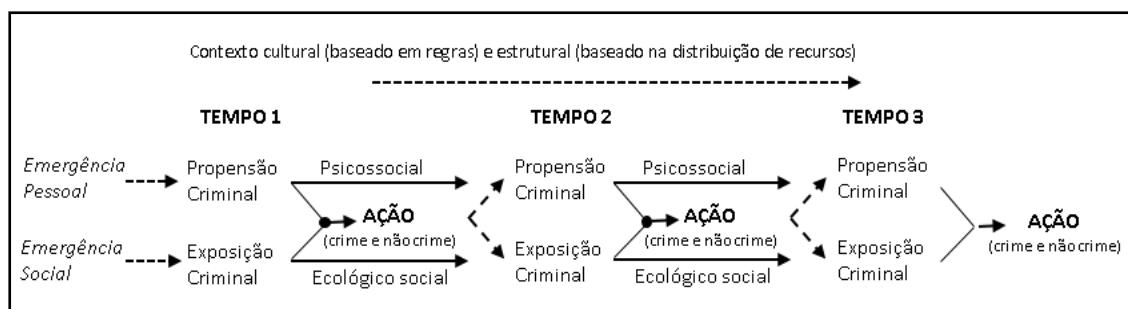 Contexto cultural (baseado em regras) e estrutural (baseado na distribuição de recursos)
TEMPO 1 TEMPO 2 TEMPO 3
Emergência Propensão Psicossocial Propensão Psicossocial Propensão
Pessoal Criminal Criminal Criminal
AÇÃO AÇÃO AÇÃO
(crime e não crime) (crime e não crime) (crime e não crime)
Emergência Exposição Exposição Exposição
Social Criminal Ecológico social Criminal Ecológico social Criminal